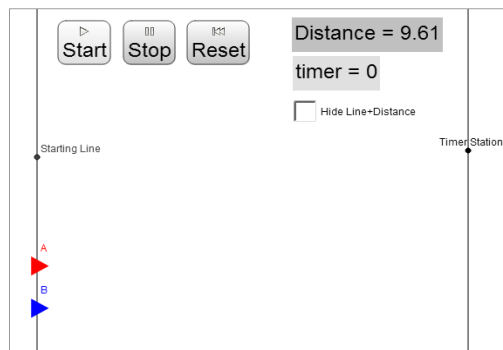 Start
Stop
Reset
Distance = 9.61
timer = 0
Hide Line+Distance
Starting Line
Timer Station
A
B